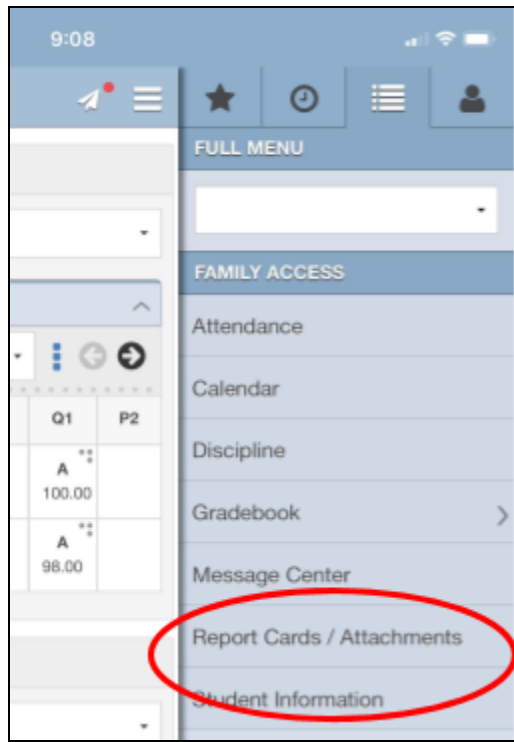 9:08
FULL MENU
FAMILY ACCESS
Attendance
Calendar
Discipline
Gradebook
Message Center
Report Cards / Attachments
Student Information
Q1 P2
A
100.00
A
98.00